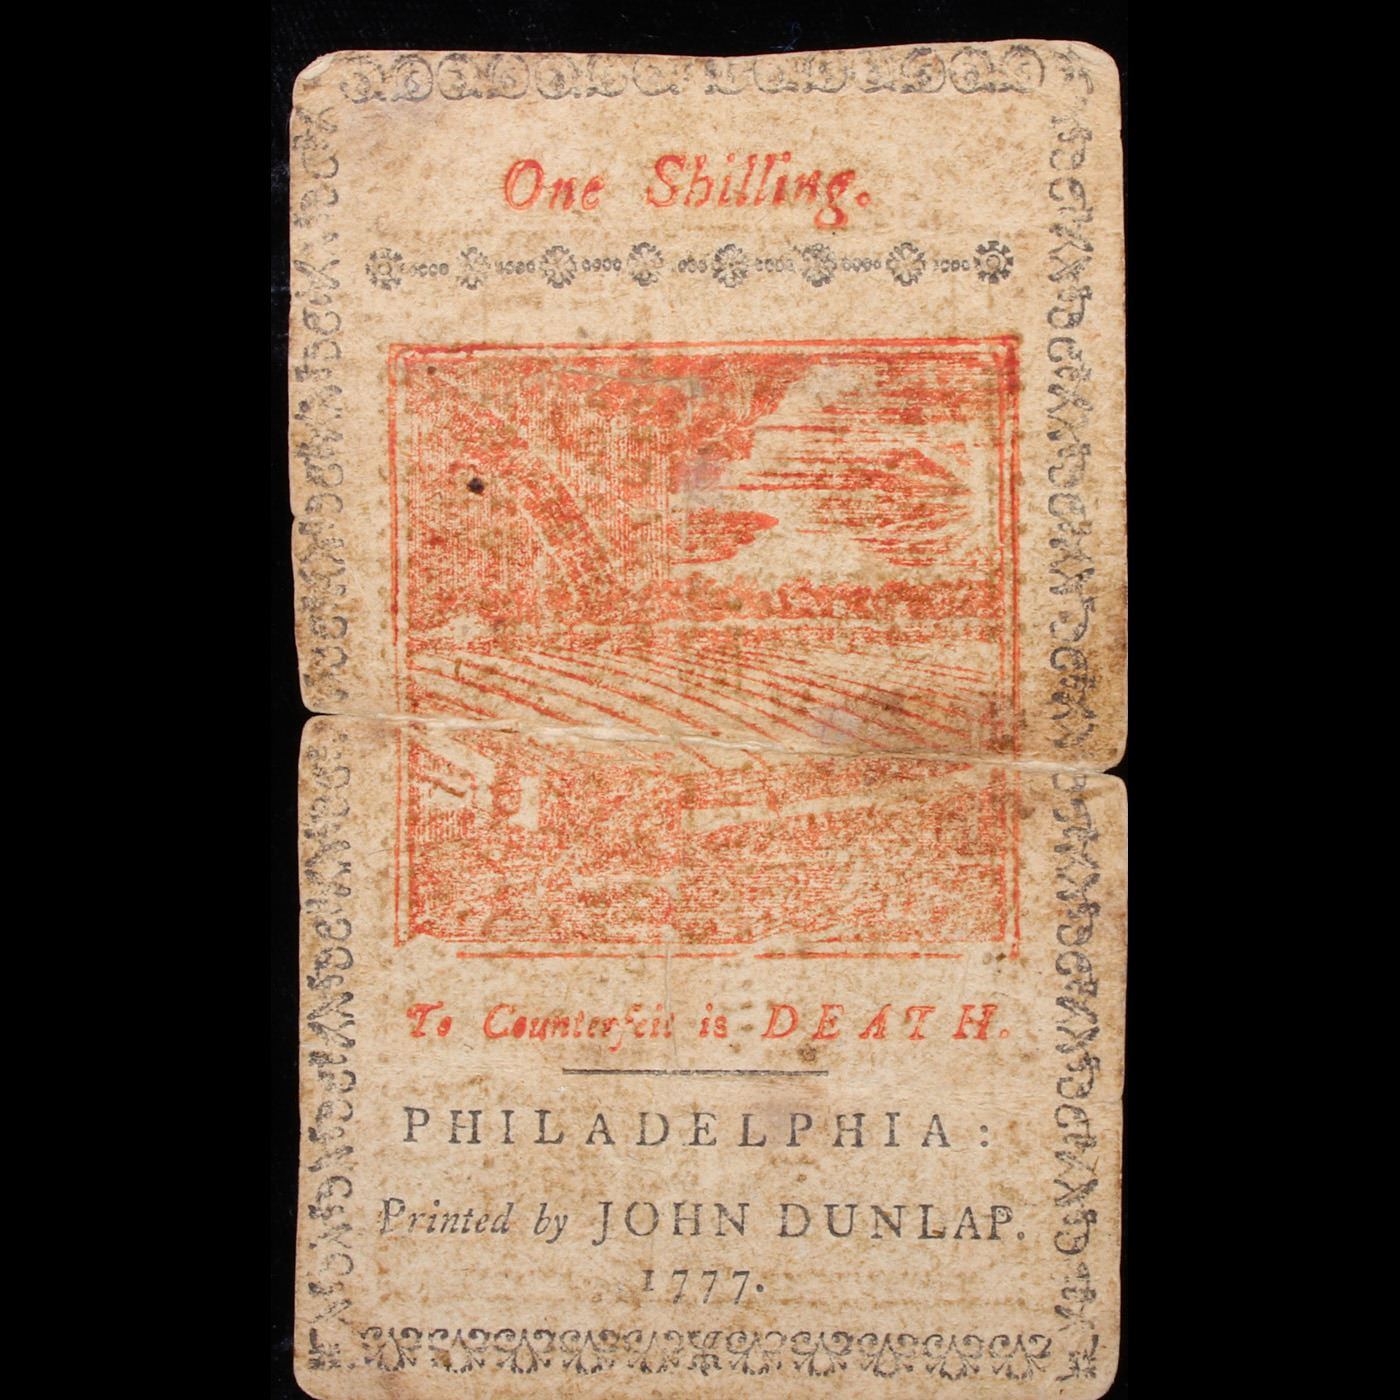 One Shilling.
To Counterfeit is DEATH.
PHILADELPHIA:
Printed by JOHN DUNLAP.
1777.